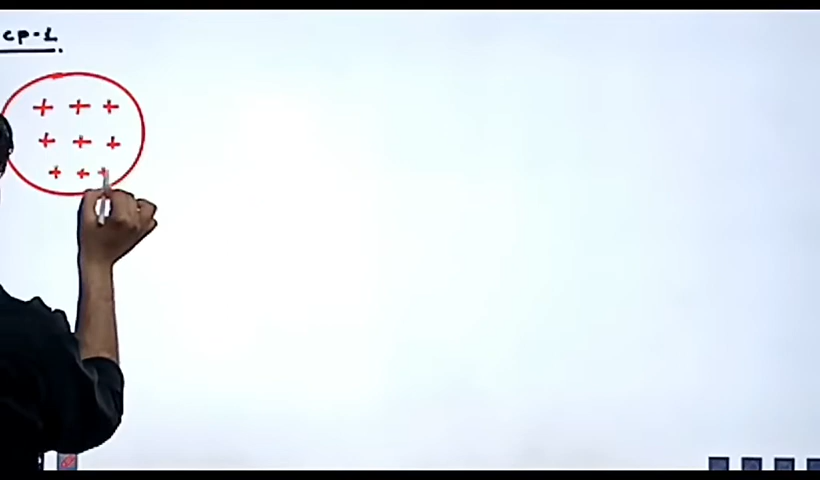 cp-1
+ + +
+ + +
+ + +